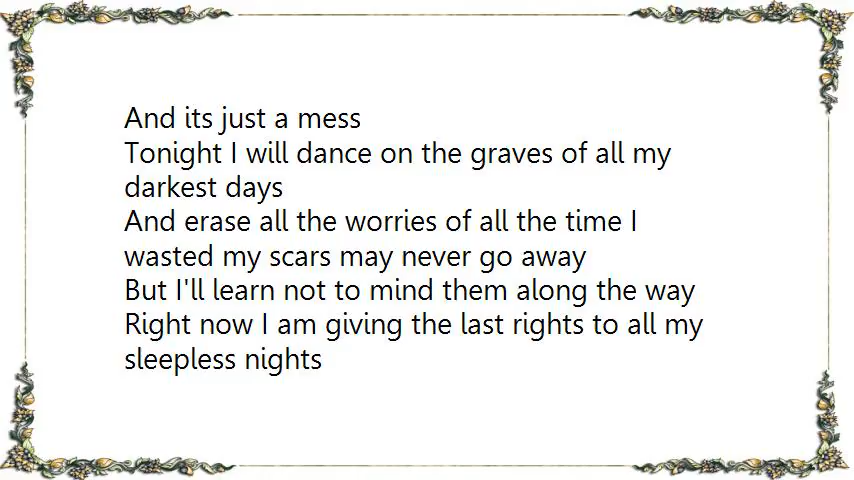 And its just a mess
Tonight I will dance on the graves of all my
darkest days
And erase all the worries of all the time I
wasted my scars may never go away
But I'll learn not to mind them along the way
Right now I am giving the last rights to all my
sleepless nights